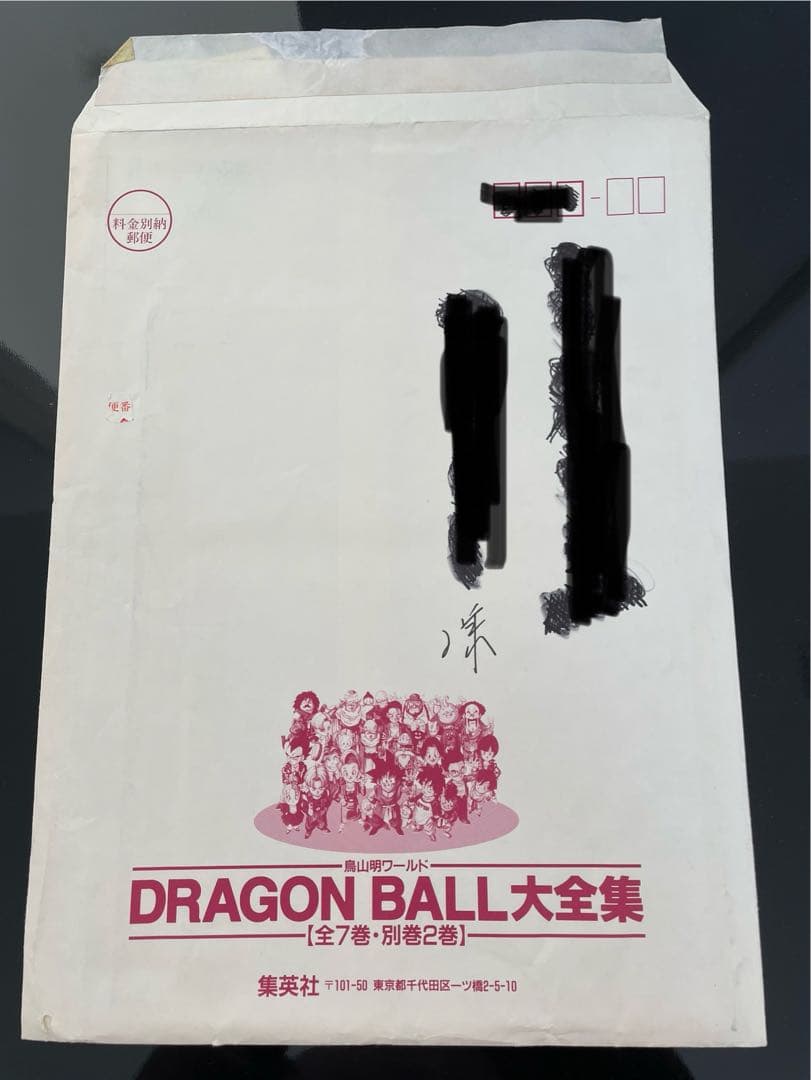 料金別納
郵便
便番
様
鳥山明ワールド
DRAGON BALL大全集
【全7巻・別巻2巻】
集英社 〒101-50 東京都千代田区一ツ橋2-5-10